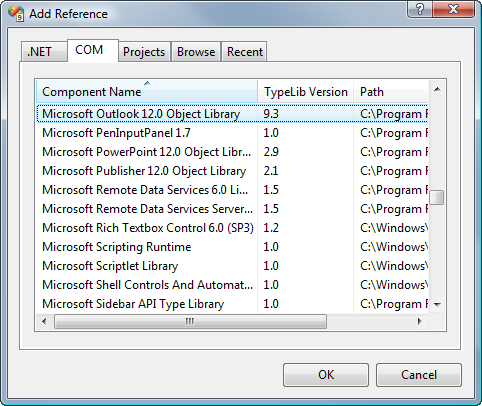 Add Reference
.NET COM Projects Browse Recent
Component Name TypeLib Version Path
Microsoft Outlook 12.0 Object Library 9.3 C:\Program F
Microsoft PenInputPanel 1.7 1.0 C:\Program F
Microsoft PowerPoint 12.0 Object Libr... 2.9 C:\Program F
Microsoft Publisher 12.0 Object Library 2.1 C:\Program F
Microsoft Remote Data Services 6.0 Li... 1.5 C:\Program F
Microsoft Remote Data Services Server... 1.5 C:\Program F
Microsoft Rich Textbox Control 6.0 (SP3) 1.2 C:\Windows\
Microsoft Scripting Runtime 1.0 C:\Windows\
Microsoft Scriptlet Library 1.0 C:\Windows\
Microsoft Shell Controls And Automat... 1.0 C:\Windows\
Microsoft Sidebar API Type Library 1.0 C:\Program F
OK Cancel